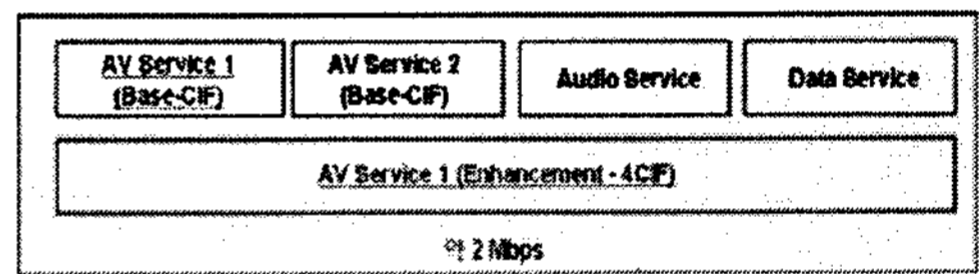 AV Service 1
(Base-CIF)
AV Service 2
(Base-CIF)
Audio Service
Data Service
AV Service 1 (Enhancement - 4CIF)
약 2 Mbps